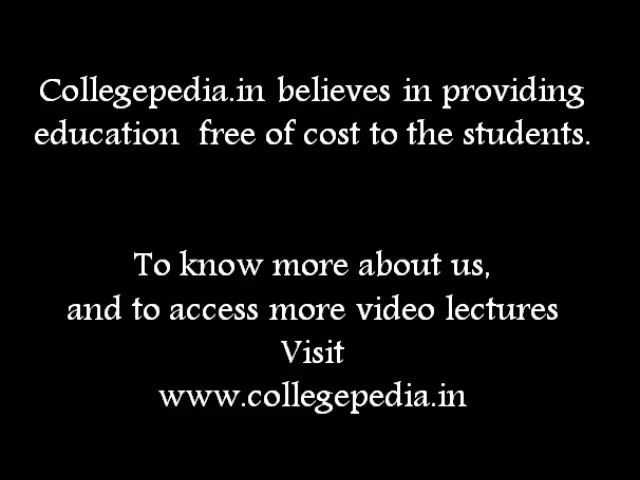 Collegepedia.in believes in providing
education  free of cost to the students.
To know more about us,
and to access more video lectures
Visit
www.collegepedia.in